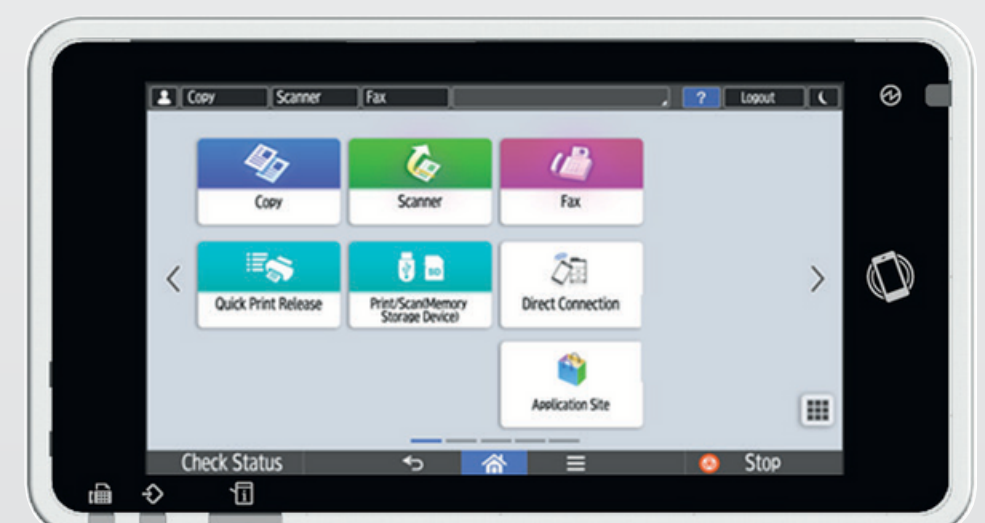 Copy
Scanner
Fax
?
Logout
Copy
Scanner
Fax
Quick Print Release
SD
Print/Scan(Memory
Storage Device)
Direct Connection
Application Site
Check Status
Stop